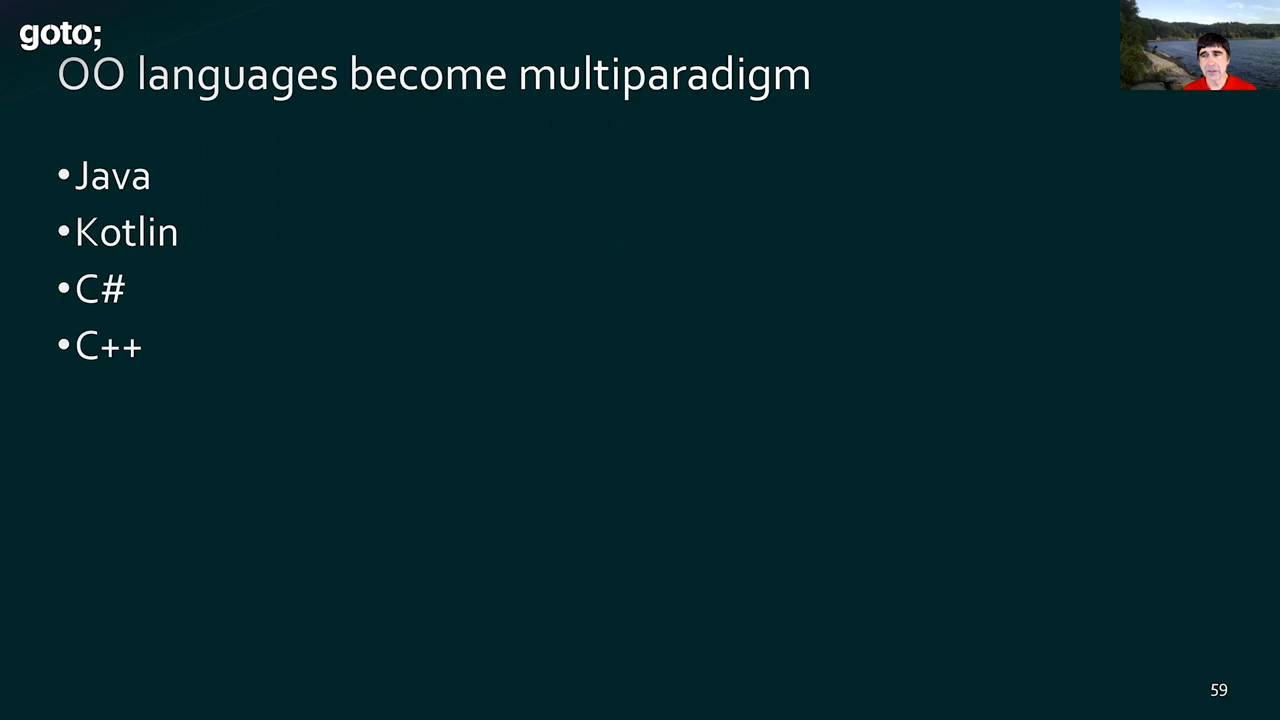 goto;
OO languages become multiparadigm
•Java
•Kotlin
•C#
•C++
59